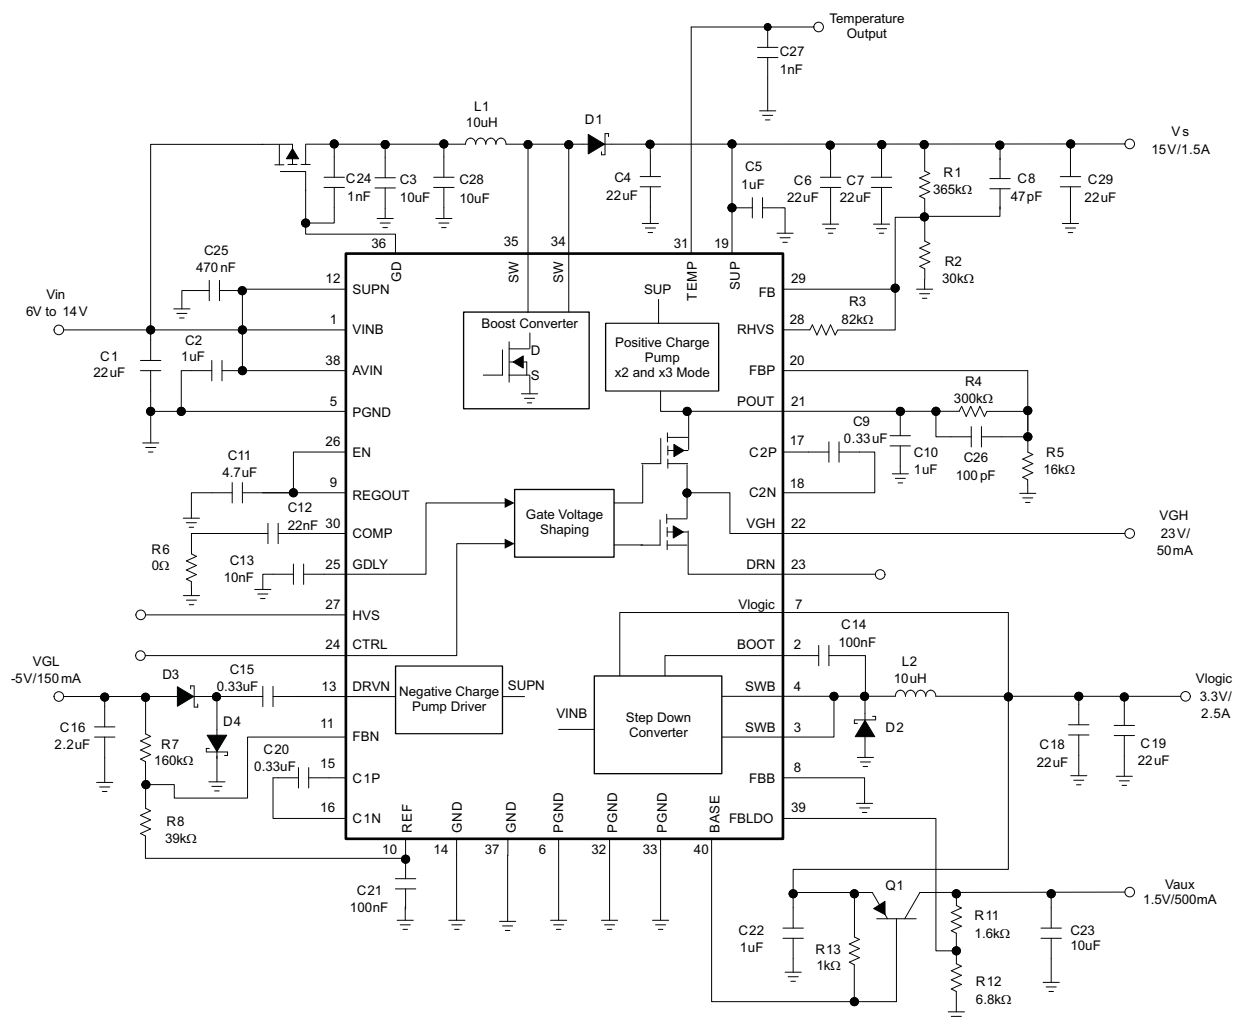 Temperature
Output
C27
1nF
L1
10uH
D1
Vs
15V/1.5A
C24
1nF
C3
10uF
C28
10uF
C4
22uF
C5
1uF
C6
22uF
C7
22uF
R1
365kΩ
C8
47pF
C29
22uF
R2
30kΩ
36
35
34
31
19
GD
SW
SW
TEMP
SUP
C25
470nF
12
SUPN
SUP
29
FB
Vin
6V to 14V
1
VINB
Boost Converter
D
S
Positive Charge
Pump
x2 and x3 Mode
RHVS
28
R3
82kΩ
C1
22uF
C2
1uF
38
AVIN
FBP
20
5
PGND
POUT
21
R4
300kΩ
C9
0.33uF
C10
1uF
C26
100pF
R5
16kΩ
26
EN
C2P
17
C11
4.7uF
9
REGOUT
C2N
18
Gate Voltage
Shaping
C12
22nF
30
COMP
VGH
22
VGH
23V/
50mA
R6
0Ω
C13
10nF
25
GDLY
DRN
23
27
HVS
Vlogic
7
24
CTRL
BOOT
2
C14
100nF
VGL
-5V/150mA
D3
C15
0.33uF
13
DRVN
Negative Charge
Pump Driver
SUPN
SWB
4
L2
10uH
Vlogic
3.3V/
2.5A
VINB
Step Down
Converter
C16
2.2uF
R7
160kΩ
D4
11
FBN
SWB
3
D2
C18
22uF
C19
22uF
C20
0.33uF
15
C1P
FBB
8
16
C1N
FBLDO
39
R8
39kΩ
REF
GND
GND
PGND
PGND
PGND
BASE
10
14
37
6
32
33
40
C21
100nF
Q1
Vaux
1.5V/500mA
C22
1uF
R13
1kΩ
R11
1.6kΩ
C23
10uF
R12
6.8kΩ